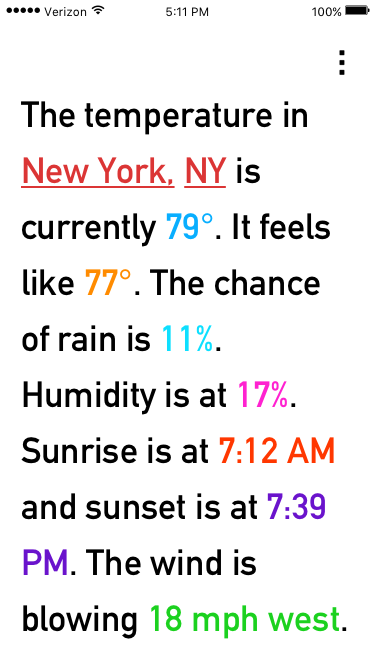 Verizon 5:11 PM 100%
The temperature in
New York, NY is
currently 79°. It feels
like 77°. The chance
of rain is 11%.
Humidity is at 17%.
Sunrise is at 7:12 AM
and sunset is at 7:39
PM. The wind is
blowing 18 mph west.